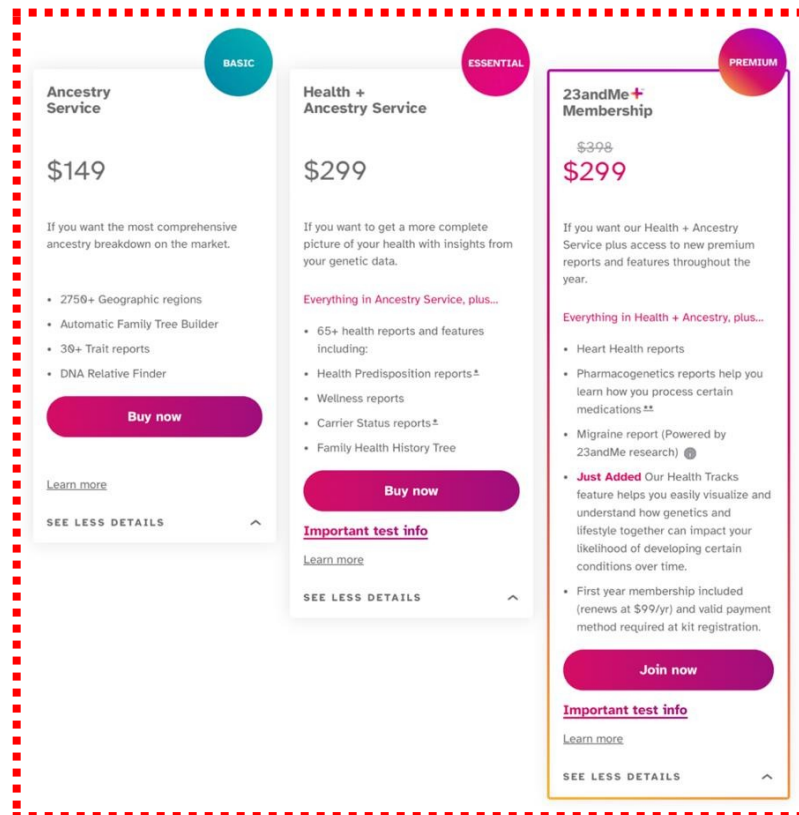 BASIC
Ancestry
Service
$149
If you want the most comprehensive
ancestry breakdown on the market.
• 2750+ Geographic regions
• Automatic Family Tree Builder
• 30+ Trait reports
• DNA Relative Finder
Buy now
Learn more
SEE LESS DETAILS
ESSENTIAL
Health +
Ancestry Service
$299
If you want to get a more complete
picture of your health with insights from
your genetic data.
Everything in Ancestry Service, plus...
• 65+ health reports and features
including:
• Health Predisposition reports*
• Wellness reports
• Carrier Status reports*
• Family Health History Tree
Buy now
Important test info
Learn more
SEE LESS DETAILS
PREMIUM
23andMe+
Membership
$398
$299
If you want our Health + Ancestry
Service plus access to new premium
reports and features throughout the
year.
Everything in Health + Ancestry, plus...
• Heart Health reports
• Pharmacogenetics reports help you
learn how you process certain
medications **
• Migraine report (Powered by
23andMe research)
• Just Added Our Health Tracks
feature helps you easily visualize and
understand how genetics and
lifestyle together can impact your
likelihood of developing certain
conditions over time.
• First year membership included
(renews at $99/yr) and valid payment
method required at kit registration.
Join now
Important test info
Learn more
SEE LESS DETAILS